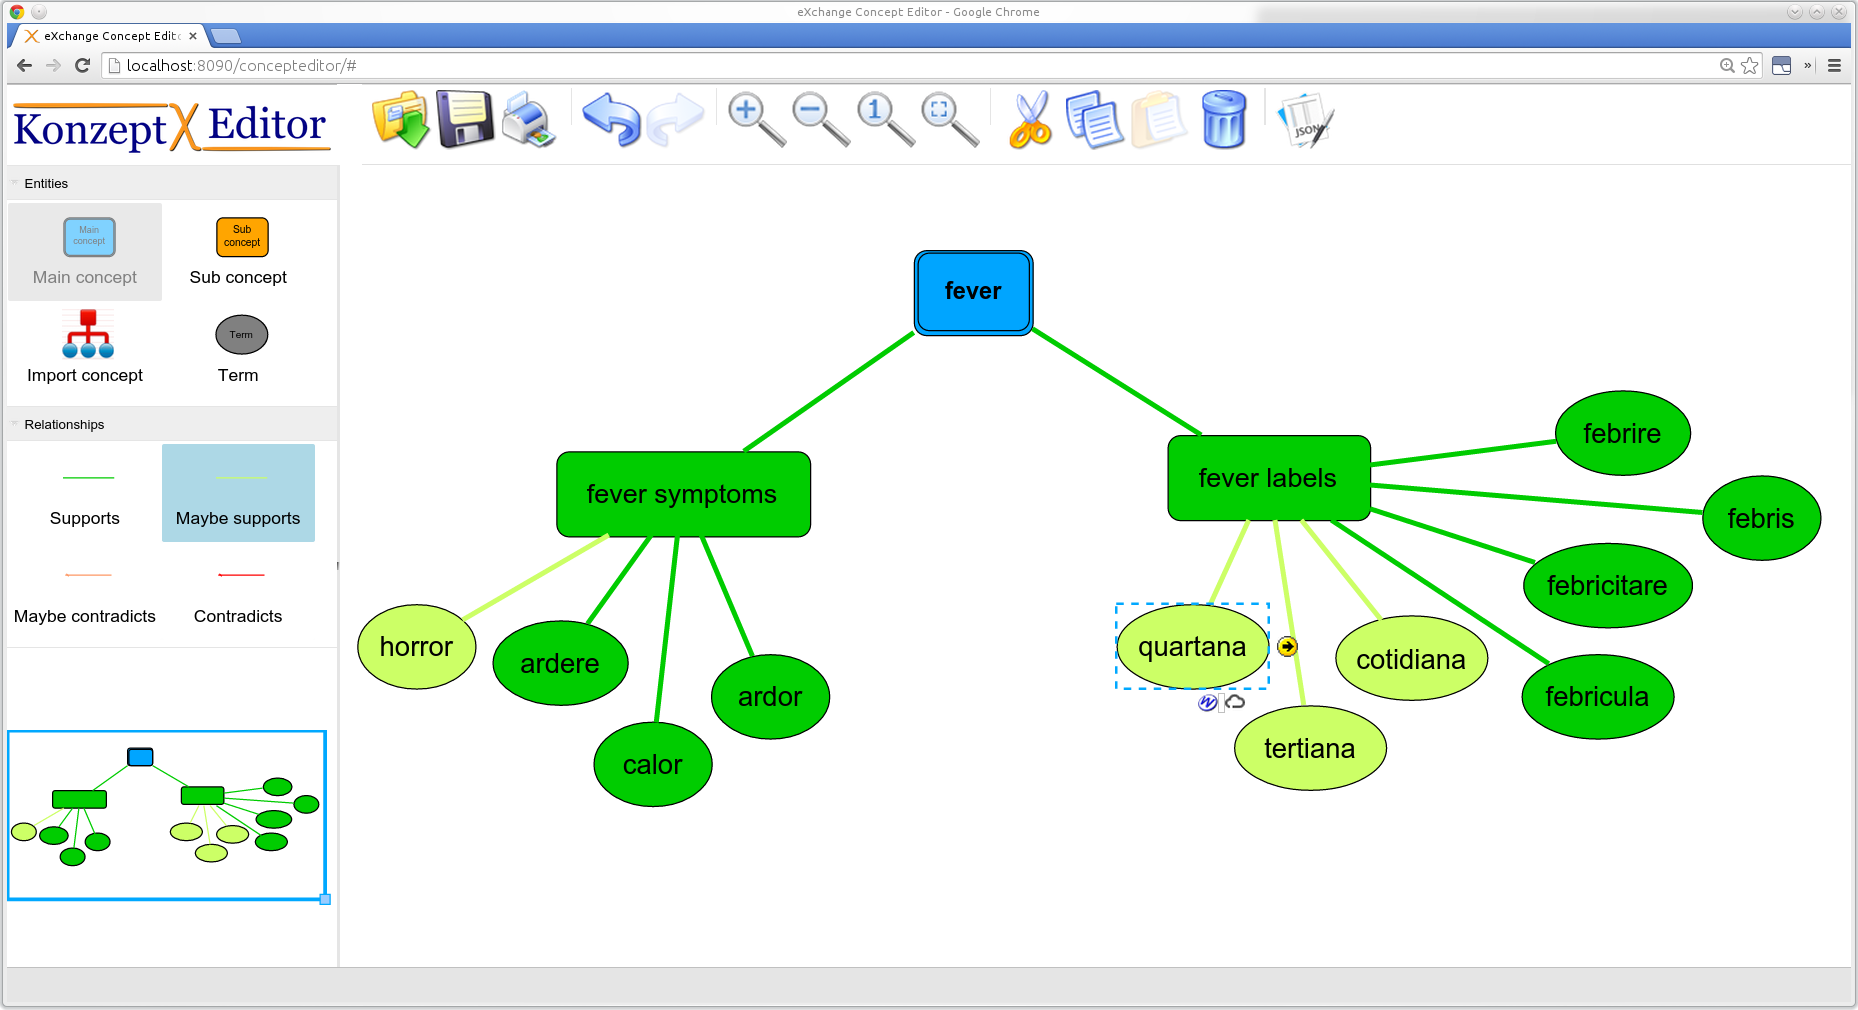 eXchange Concept Editor - Google Chrome
eXchange Concept Edit
localhost:8090/concepteditor/#
KonzeptX Editor
1
JSON
Entities
Main concept
Sub concept
Main concept
Sub concept
Term
Import concept
Term
Relationships
Supports
Maybe supports
Maybe contradicts
Contradicts
fever
fever symptoms
fever labels
febrire
febris
febricitare
febricula
horror
ardere
calor
ardor
quartana
cotidiana
tertiana